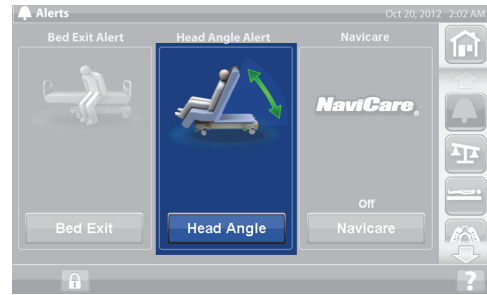 Alerts
Oct 20, 2012 2:02 AM
Bed Exit Alert
Head Angle Alert
Navicare
NaviCare®
Off
Bed Exit
Head Angle
Navicare
?